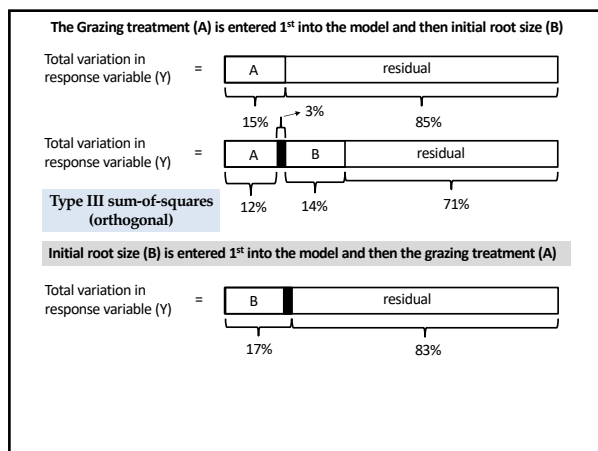 The Grazing treatment (A) is entered 1st into the model and then initial root size (B)
Total variation in
response variable (Y)
=
A
residual
15%
3%
85%
Total variation in
response variable (Y)
=
A
B
residual
12%
14%
71%
Type III sum-of-squares
(orthogonal)
Initial root size (B) is entered 1st into the model and then the grazing treatment (A)
Total variation in
response variable (Y)
=
B
residual
17%
83%